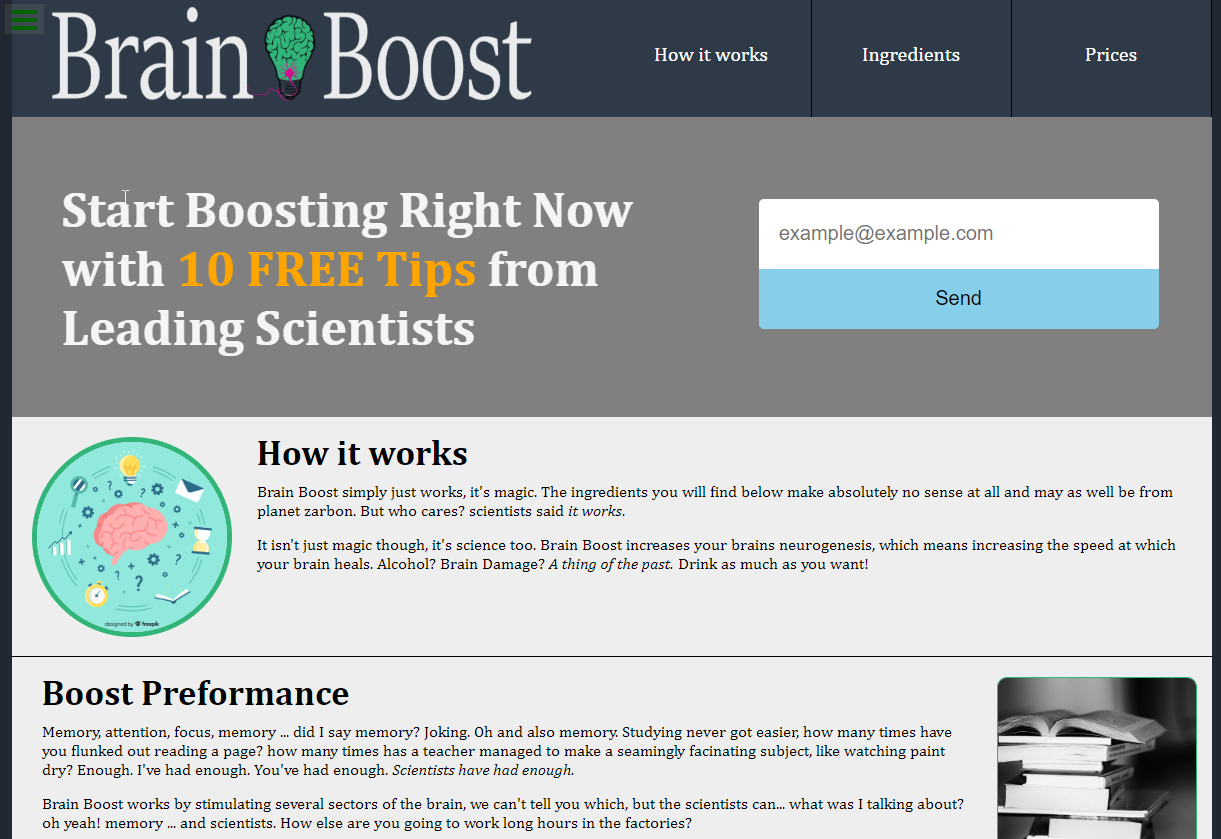 Brain Boost
How it works
Ingredients
Prices
Start Boosting Right Now
with 10 FREE Tips from
Leading Scientists
example@example.com
Send
How it works
Brain Boost simply just works, it's magic. The ingredients you will find below make absolutely no sense at all and may as well be from
planet zarbon. But who cares? scientists said it works.
It isn't just magic though, it's science too. Brain Boost increases your brains neurogenesis, which means increasing the speed at which
your brain heals. Alcohol? Brain Damage? A thing of the past. Drink as much as you want!
designed by freepik
Boost Preformance
Memory, attention, focus, memory ... did I say memory? Joking. Oh and also memory. Studying never got easier, how many times have
you flunked out reading a page? how many times has a teacher managed to make a seamingly facinating subject, like watching paint
dry? Enough. I've had enough. You've had enough. Scientists have had enough.
Brain Boost works by stimulating several sectors of the brain, we can't tell you which, but the scientists can... what was I talking about?
oh yeah! memory ... and scientists. How else are you going to work long hours in the factories?